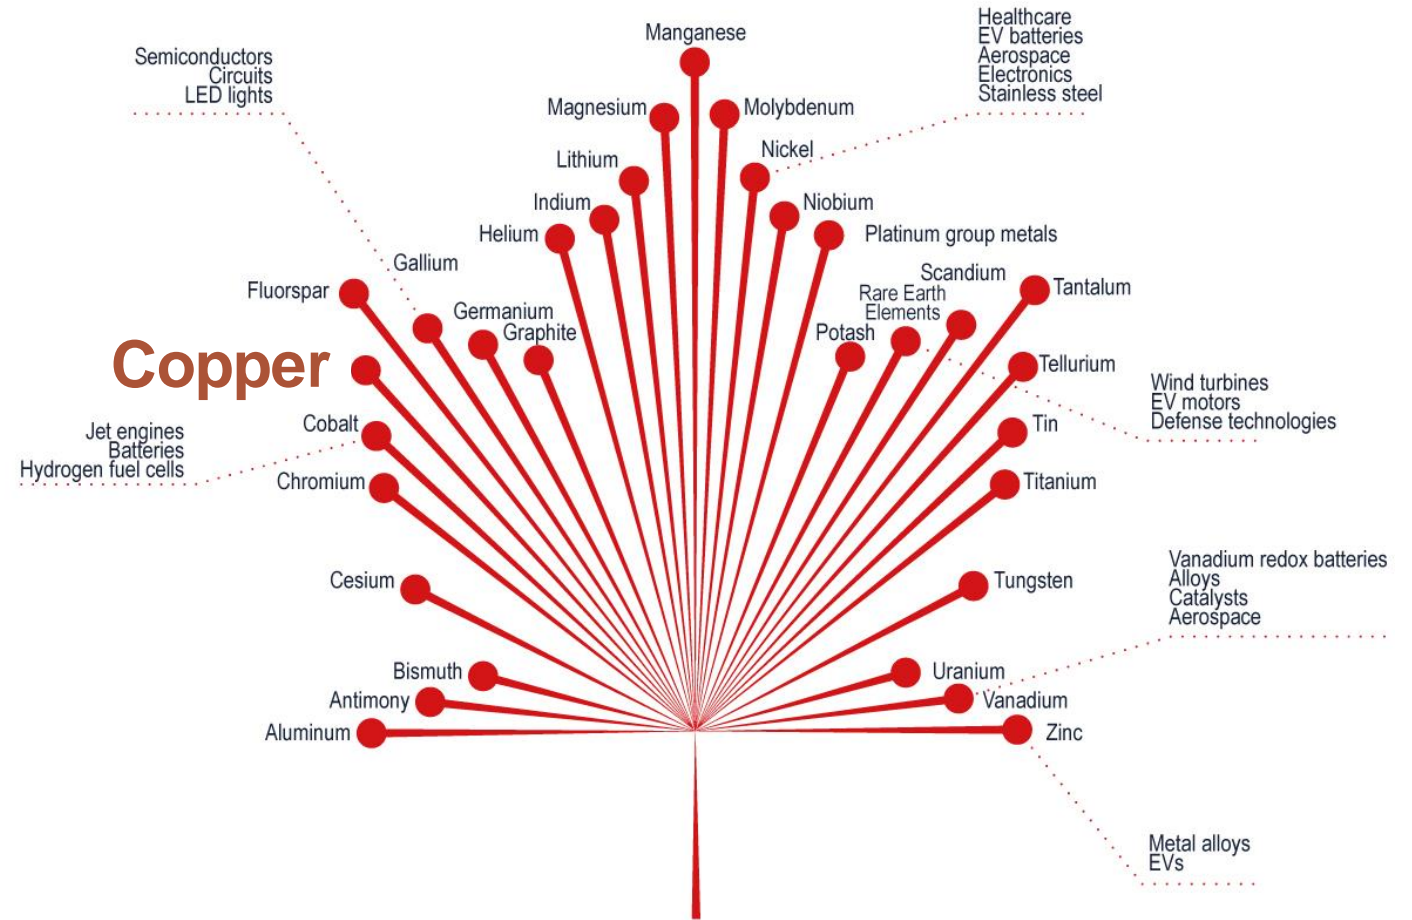 Manganese
Healthcare
EV batteries
Aerospace
Electronics
Stainless steel
Semiconductors
Circuits
LED lights
Magnesium
Molybdenum
Nickel
Lithium
Indium
Niobium
Helium
Platinum group metals
Gallium
Scandium
Fluorspar
Tantalum
Rare Earth
Elements
Germanium
Graphite
Potash
Copper
Tellurium
Wind turbines
EV motors
Defense technologies
Cobalt
Tin
Jet engines
Batteries
Hydrogen fuel cells
Chromium
Titanium
Cesium
Tungsten
Vanadium redox batteries
Alloys
Catalysts
Aerospace
Bismuth
Uranium
Antimony
Vanadium
Aluminum
Zinc
Metal alloys
EVs